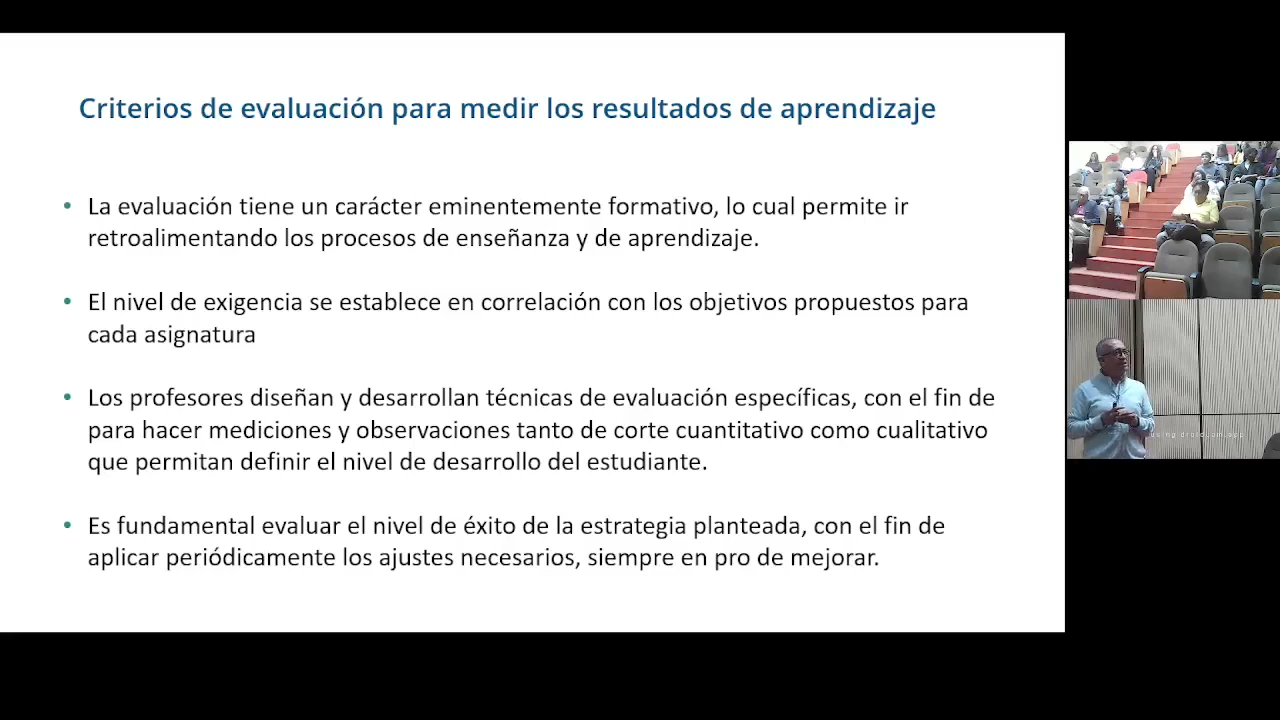 Criterios de evaluación para medir los resultados de aprendizaje
• La evaluación tiene un carácter eminentemente formativo, lo cual permite ir
retroalimentando los procesos de enseñanza y de aprendizaje.
• El nivel de exigencia se establece en correlación con los objetivos propuestos para
cada asignatura
• Los profesores diseñan y desarrollan técnicas de evaluación específicas, con el fin de
para hacer mediciones y observaciones tanto de corte cuantitativo como cualitativo
que permitan definir el nivel de desarrollo del estudiante.
• Es fundamental evaluar el nivel de éxito de la estrategia planteada, con el fin de
aplicar periódicamente los ajustes necesarios, siempre en pro de mejorar.
using